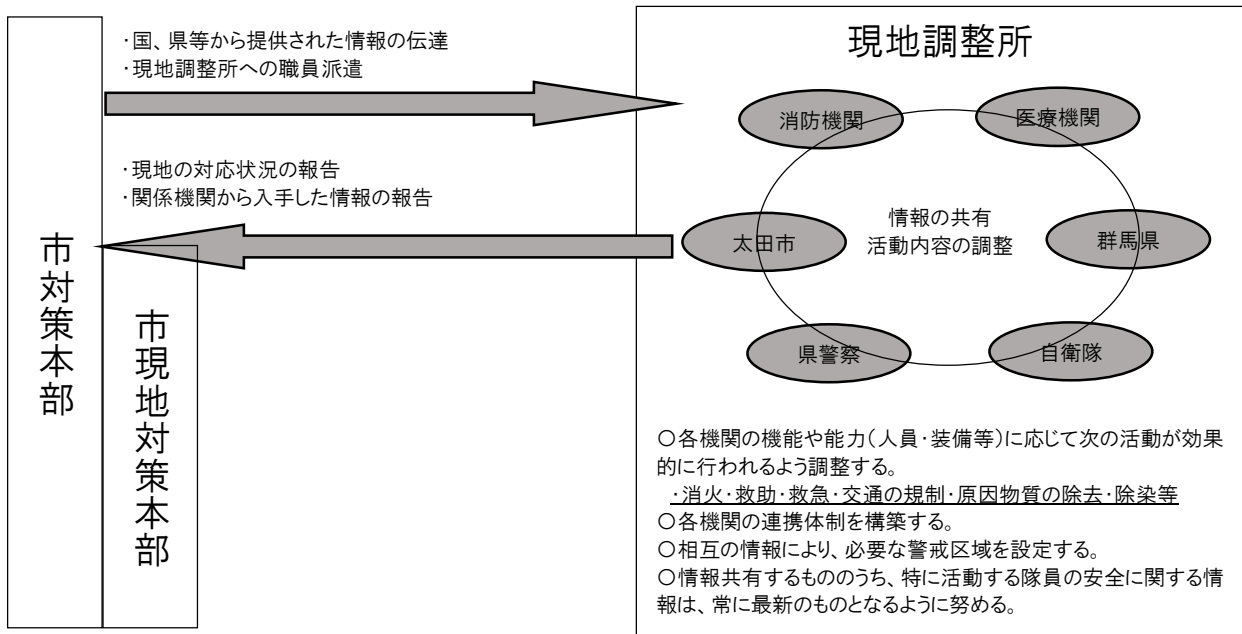 ・国、県等から提供された情報の伝達
・現地調整所への職員派遣
・現地の対応状況の報告
・関係機関から入手した情報の報告
市対策本部
市現地対策本部
現地調整所
消防機関
医療機関
太田市
情報の共有
活動内容の調整
群馬県
県警察
自衛隊
○各機関の機能や能力(人員・装備等)に応じて次の活動が効果
的に行われるよう調整する。
・消火・救助・救急・交通の規制・原因物質の除去・除染等
○各機関の連携体制を構築する。
○相互の情報により、必要な警戒区域を設定する。
○情報共有するもののうち、特に活動する隊員の安全に関する情
報は、常に最新のものとなるように努める。